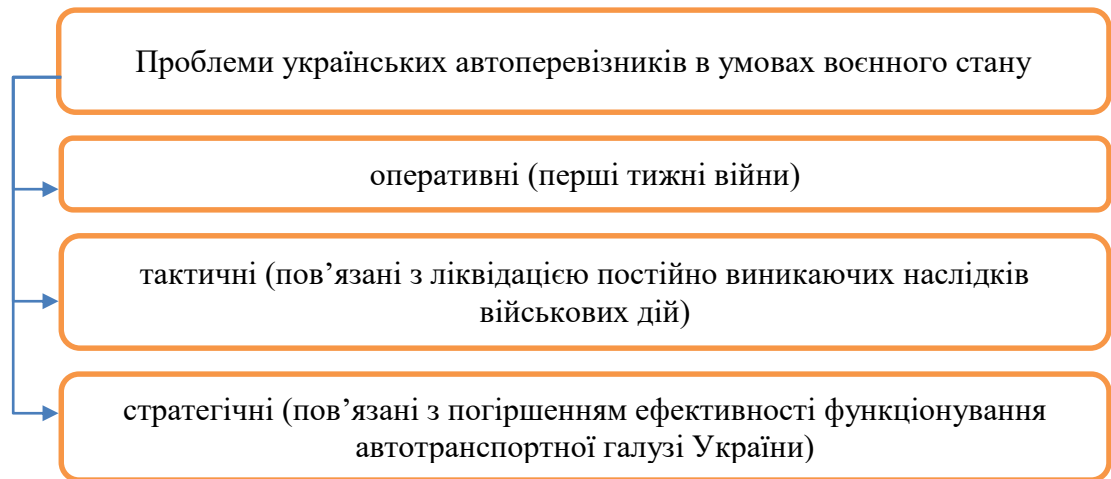 Проблеми українських автоперевізників в умовах воєнного стану
оперативні (перші тижні війни)
тактичні (пов’язані з ліквідацією постійно виникаючих наслідків
військових дій)
стратегічні (пов’язані з погіршенням ефективності функціонування
автотранспортної галузі України)